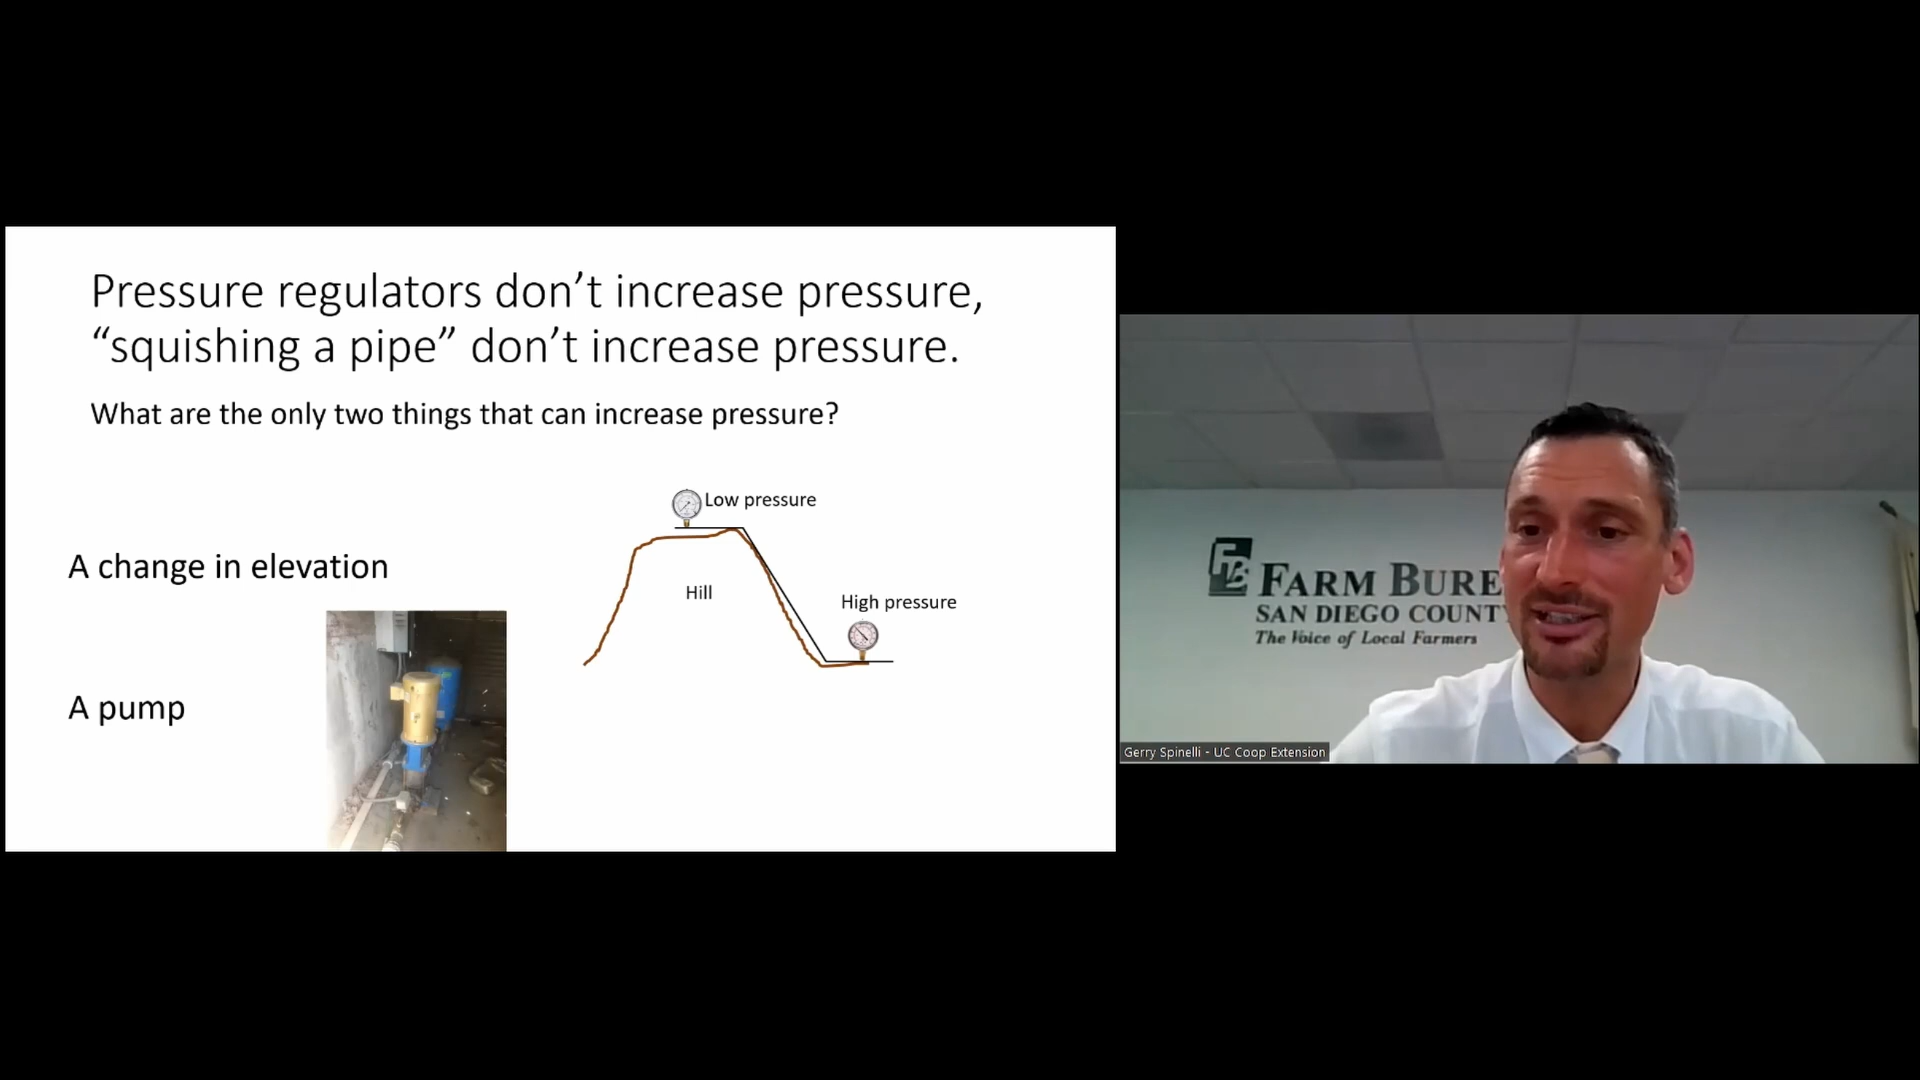 Pressure regulators don’t increase pressure,
“squishing a pipe” don’t increase pressure.
What are the only two things that can increase pressure?
Low pressure
A change in elevation
Hill
High pressure
A pump
FB
FARM BURE
SAN DIEGO COUNTY
The Voice of Local Farmers
Gerry Spinelli - UC Coop Extension